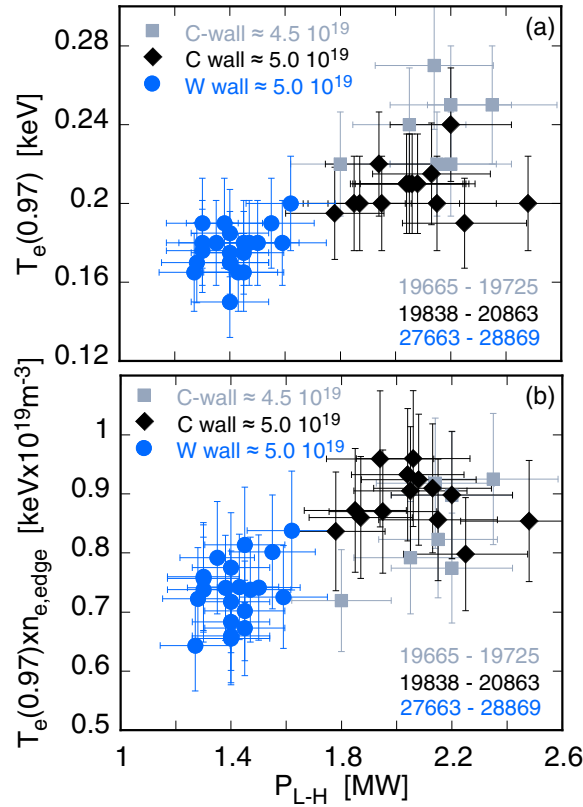 (a)
C-wall ≈ 4.5 10¹⁹
C wall ≈ 5.0 10¹⁹
W wall ≈ 5.0 10¹⁹
0.28
0.24
0.2
0.16
0.12
Tₑ(0.97) [keV]
19665 - 19725
19838 - 20863
27663 - 28869
(b)
C-wall ≈ 4.5 10¹⁹
C wall ≈ 5.0 10¹⁹
W wall ≈ 5.0 10¹⁹
1
0.9
0.8
0.7
0.6
0.5
Tₑ(0.97)xn_{e,edge} [keVx10¹⁹m⁻³]
19665 - 19725
19838 - 20863
27663 - 28869
1 1.4 1.8 2.2 2.6
P_{L-H} [MW]